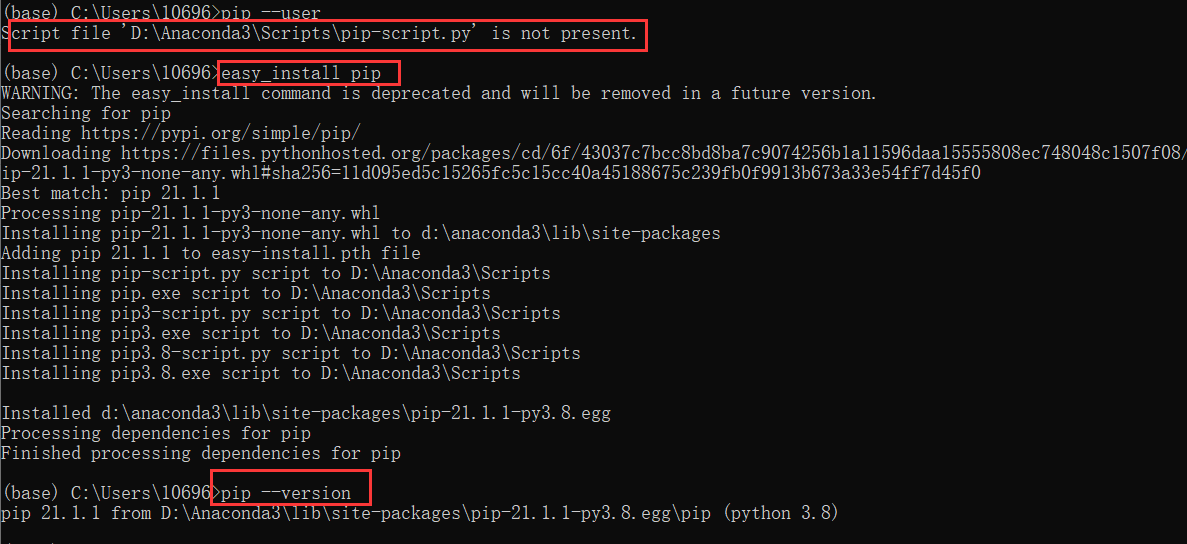 (base) C:\Users\10696>pip --user
Script file 'D:\Anaconda3\Scripts\pip-script.py' is not present.
(base) C:\Users\10696>easy_install pip
WARNING: The easy_install command is deprecated and will be removed in a future version.
Searching for pip
Reading https://pypi.org/simple/pip/
Downloading https://files.pythonhosted.org/packages/cd/6f/43037c7bcc8bd8ba7c9074256b1a11596daa15555808ec748048c1507f08/
ip-21.1.1-py3-none-any.whl#sha256=11d095ed5c15265fc5c15cc40a45188675c239fb0f9913b673a33e54ff7d45f0
Best match: pip 21.1.1
Processing pip-21.1.1-py3-none-any.whl
Installing pip-21.1.1-py3-none-any.whl to d:\anaconda3\lib\site-packages
Adding pip 21.1.1 to easy-install.pth file
Installing pip-script.py script to D:\Anaconda3\Scripts
Installing pip.exe script to D:\Anaconda3\Scripts
Installing pip3-script.py script to D:\Anaconda3\Scripts
Installing pip3.exe script to D:\Anaconda3\Scripts
Installing pip3.8-script.py script to D:\Anaconda3\Scripts
Installing pip3.8.exe script to D:\Anaconda3\Scripts
Installed d:\anaconda3\lib\site-packages\pip-21.1.1-py3.8.egg
Processing dependencies for pip
Finished processing dependencies for pip
(base) C:\Users\10696>pip --version
pip 21.1.1 from D:\Anaconda3\lib\site-packages\pip-21.1.1-py3.8.egg\pip (python 3.8)